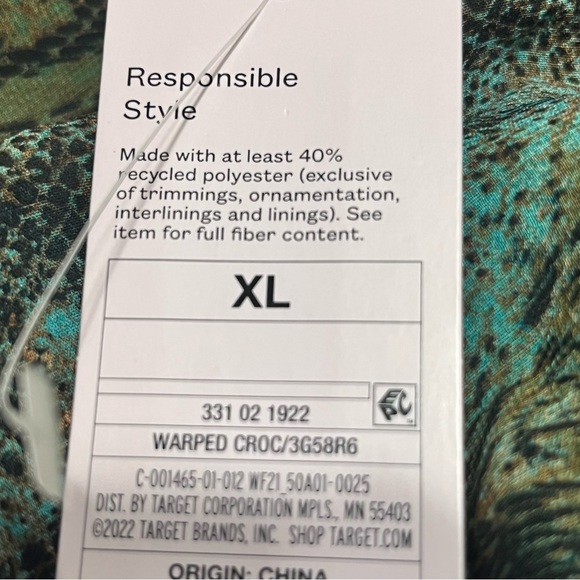 Responsible
Style
Made with at least 40%
recycled polyester (exclusive
of trimmings, ornamentation,
interlinings and linings). See
item for full fiber content.
XL
331 02 1922
EPC
WARPED CROC/3G58R6
C-001465-01-012 WF21_50A01-0025
DIST. BY TARGET CORPORATION MPLS., MN 55403
©2022 TARGET BRANDS, INC. SHOP TARGET.COM
ORIGIN: CHINA